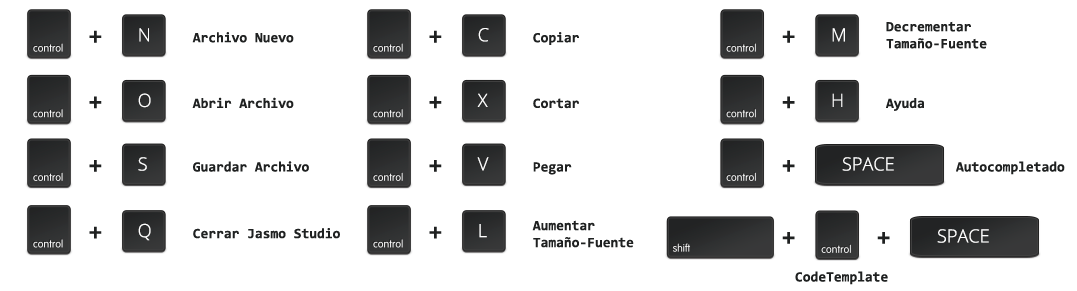 control + N Archivo Nuevo
control + O Abrir Archivo
control + S Guardar Archivo
control + Q Cerrar Jasmo Studio
control + C Copiar
control + X Cortar
control + V Pegar
control + L Aumentar
Tamaño-Fuente
control + M Decrementar
Tamaño-Fuente
control + H Ayuda
control + SPACE Autocompletado
shift + control + SPACE
CodeTemplate